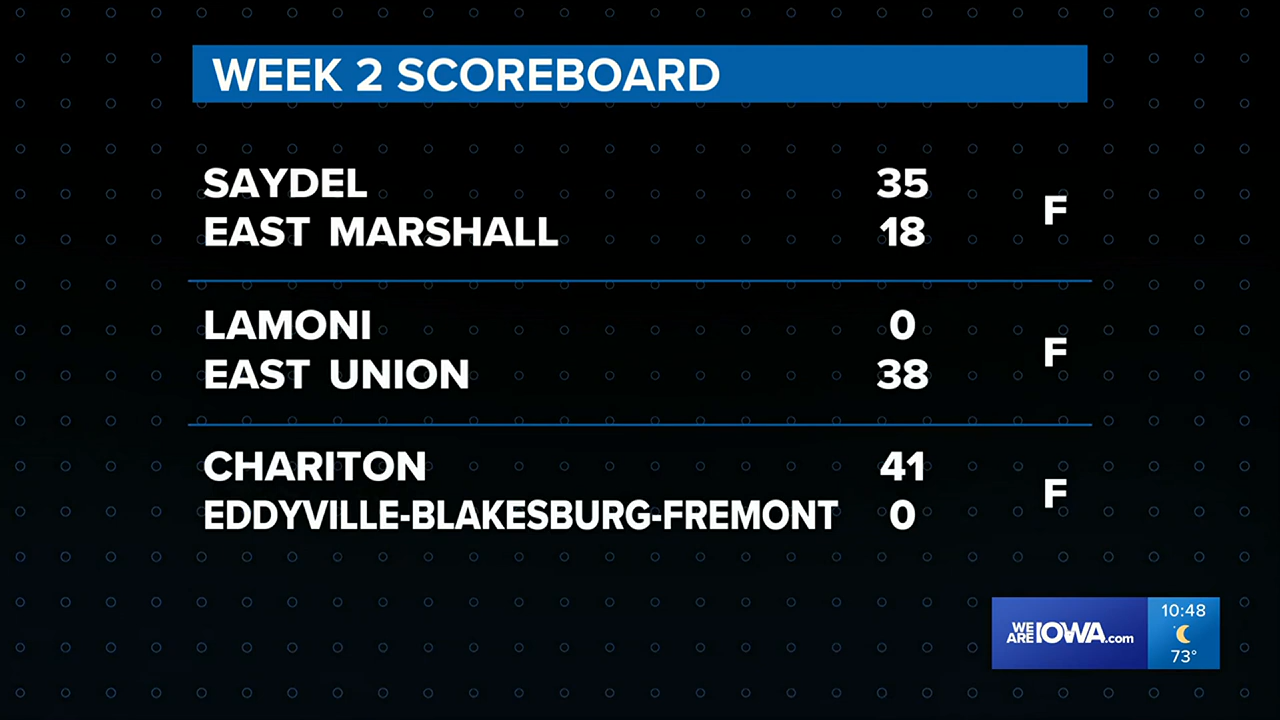 WEEK 2 SCOREBOARD
SAYDEL 35
EAST MARSHALL 18
F
LAMONI 0
EAST UNION 38
F
CHARITON 41
EDDYVILLE-BLAKESBURG-FREMONT 0
F
WE ARE IOWA.com
10:48
73°